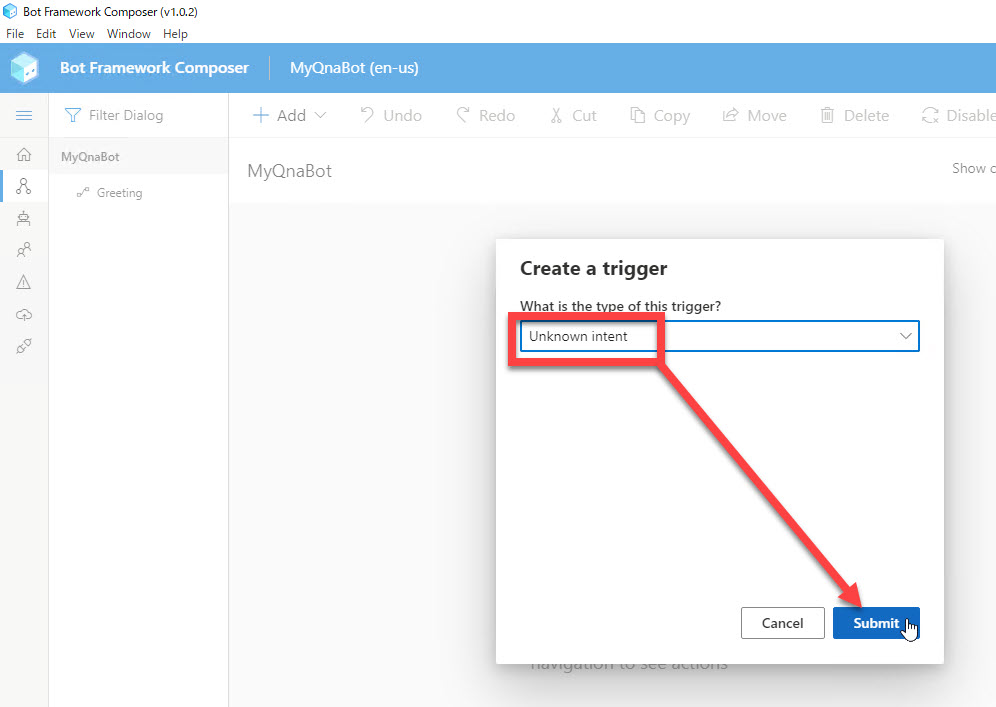 Bot Framework Composer (v1.0.2)
File Edit View Window Help
Bot Framework Composer MyQnaBot (en-us)
Filter Dialog
Add Undo Redo Cut Copy Move Delete Disable
MyQnaBot
Greeting
MyQnaBot
Show c
Create a trigger
What is the type of this trigger?
Unknown intent
Cancel Submit
navigation to see actions